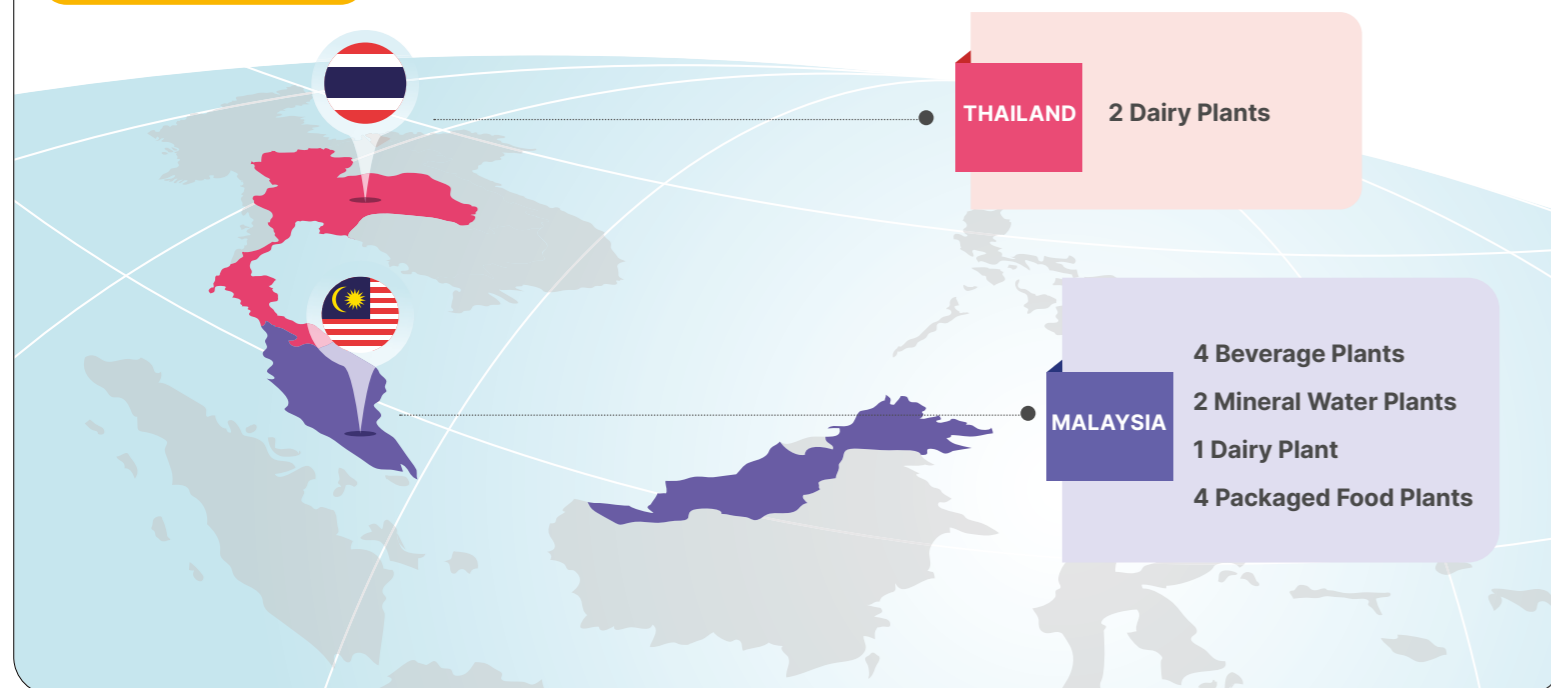 THAILAND
2 Dairy Plants
MALAYSIA
4 Beverage Plants
2 Mineral Water Plants
1 Dairy Plant
4 Packaged Food Plants